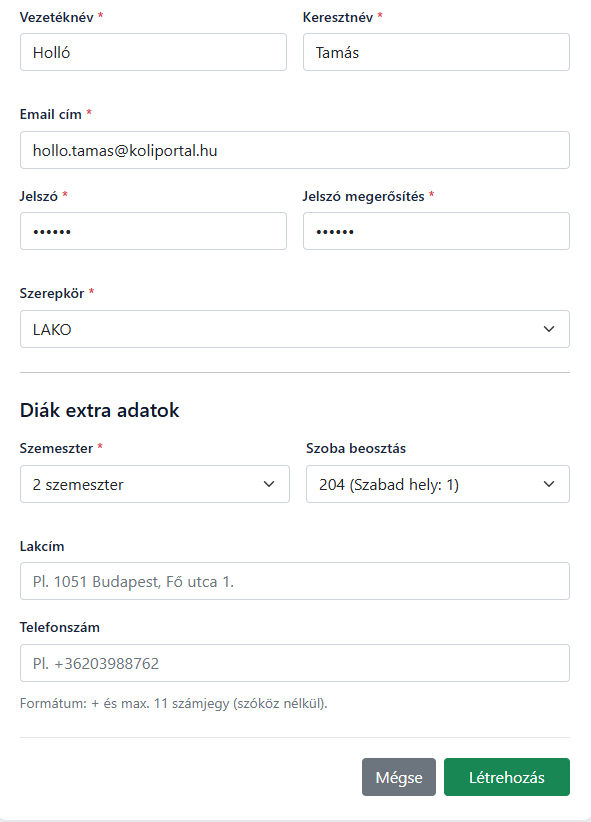 Vezetéknév * Keresztnév *
Holló Tamás
Email cím *
hollo.tamas@koliportal.hu
Jelszó * Jelszó megerősítés *
•••••• ••••••
Szerepkör *
LAKO
Diák extra adatok
Szemeszter * Szoba beosztás
2 szemeszter 204 (Szabad hely: 1)
Lakcím
Pl. 1051 Budapest, Fő utca 1.
Telefonszám
Pl. +36203988762
Formátum: + és max. 11 számjegy (szóköz nélkül).
Mégse Létrehozás